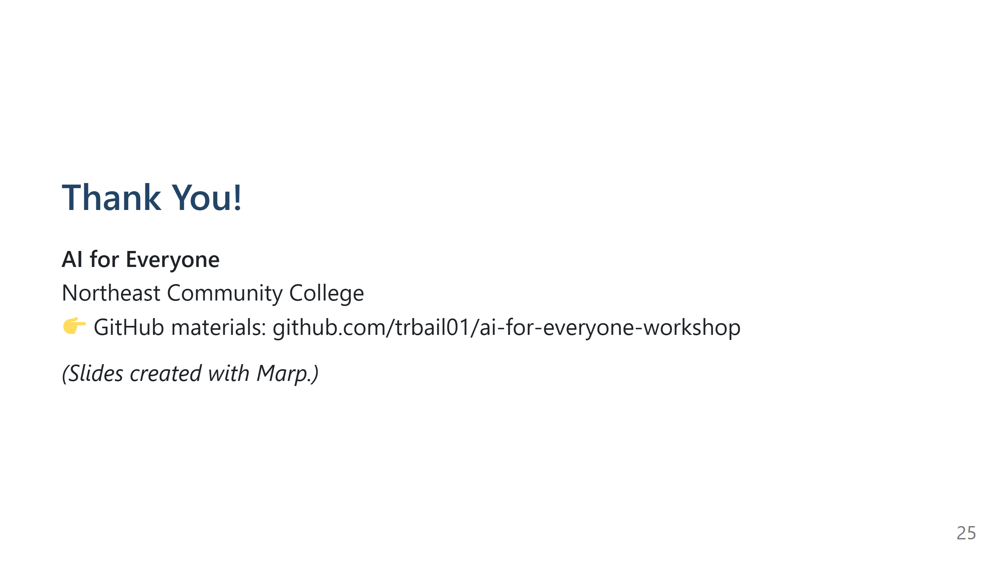 Thank You!
AI for Everyone
Northeast Community College
👉 GitHub materials: github.com/trbail01/ai-for-everyone-workshop
(Slides created with Marp.)
25